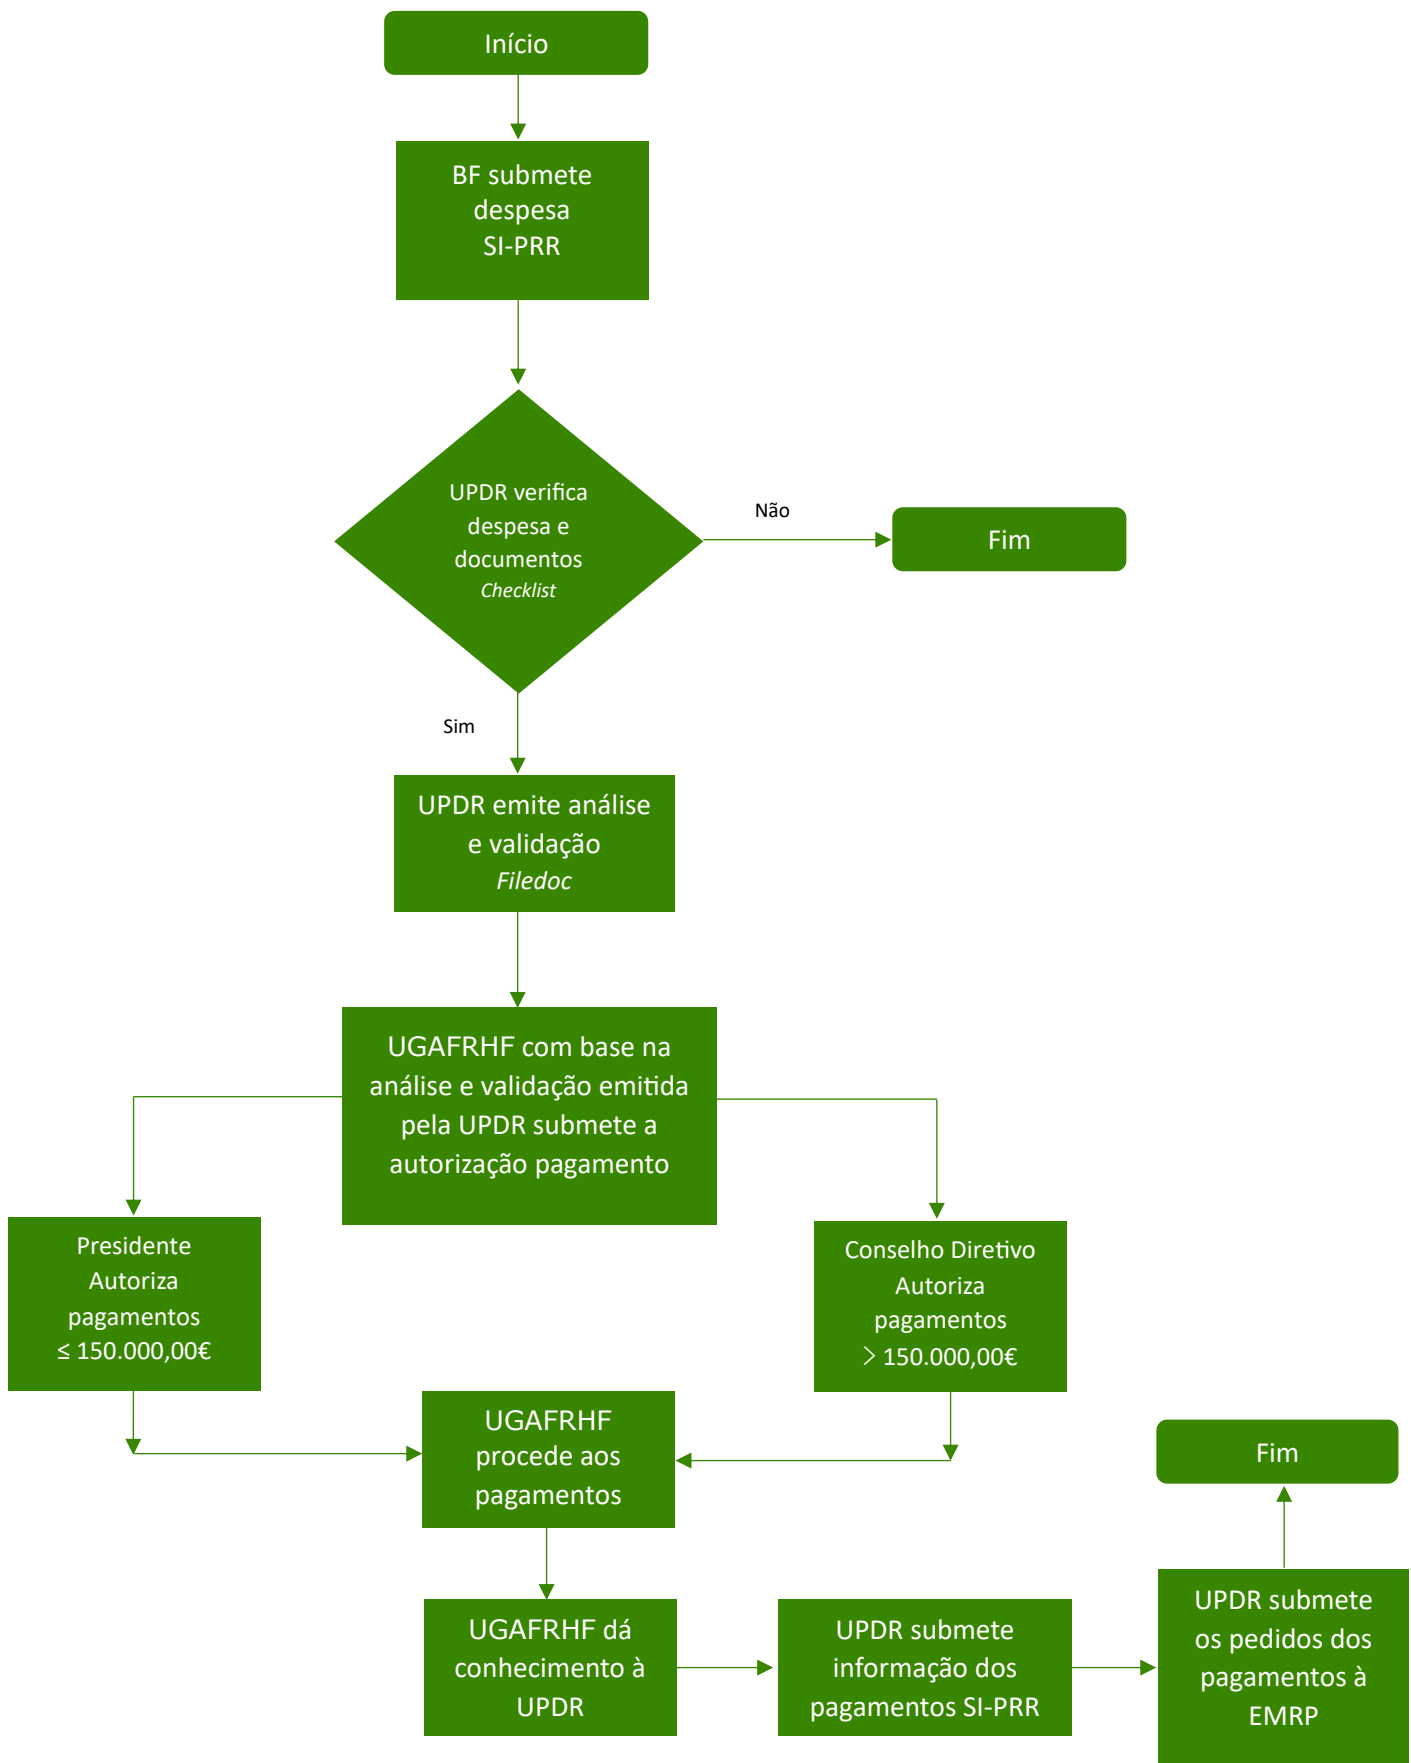 Início
BF submete
despesa
SI-PRR
UPDR verifica
despesa e
documentos
Checklist
Não
Fim
Sim
UPDR emite análise
e validação
Filedoc
UGAFRHF com base na
análise e validação emitida
pela UPDR submete a
autorização pagamento
Presidente
Autoriza
pagamentos
≤ 150.000,00€
Conselho Diretivo
Autoriza
pagamentos
> 150.000,00€
UGAFRHF
procede aos
pagamentos
Fim
UGAFRHF dá
conhecimento à
UPDR
UPDR submete
informação dos
pagamentos SI-PRR
UPDR submete
os pedidos dos
pagamentos à
EMRP